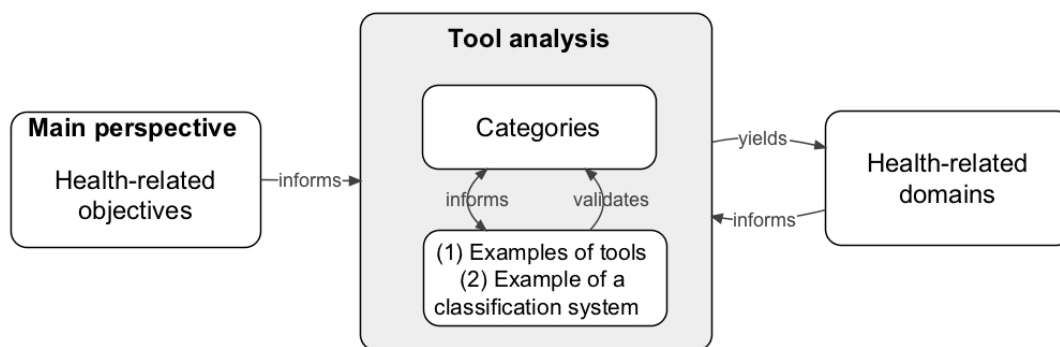 Tool analysis
Main perspective
Health-related
objectives
informs
Categories
informs
validates
(1) Examples of tools
(2) Example of a
classification system
yields
informs
Health-related
domains